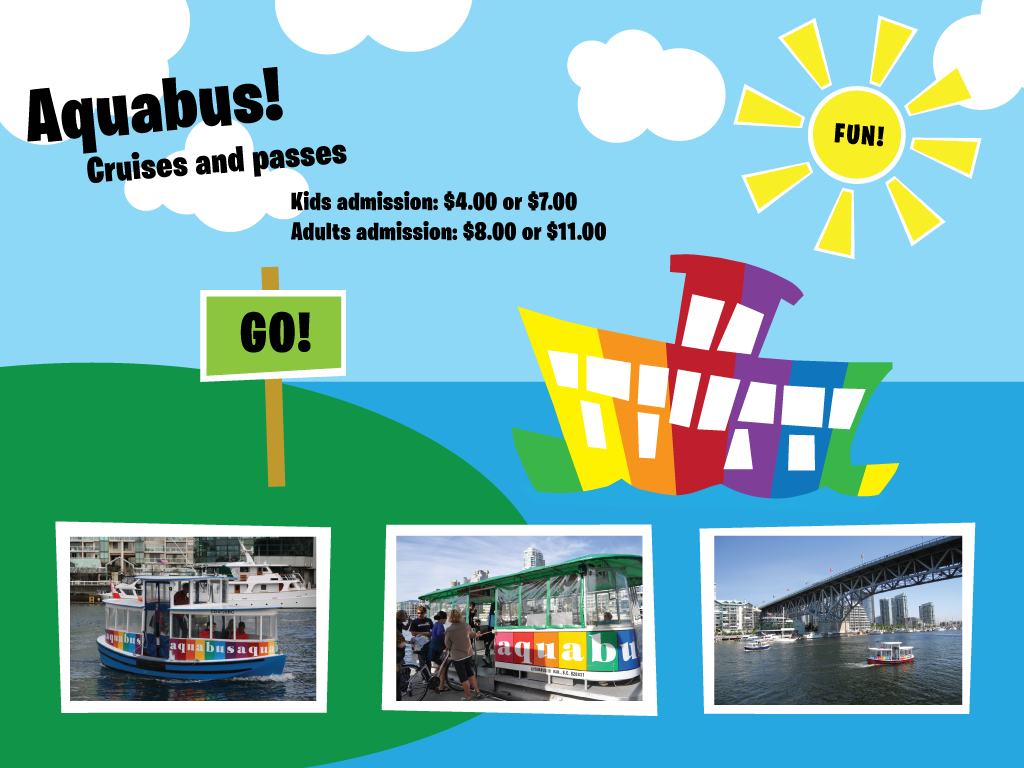 Aquabus!
Cruises and passes
FUN!
Kids admission: $4.00 or $7.00
Adults admission: $8.00 or $11.00
GO!
aquabus
aquabusaqua
aquabu